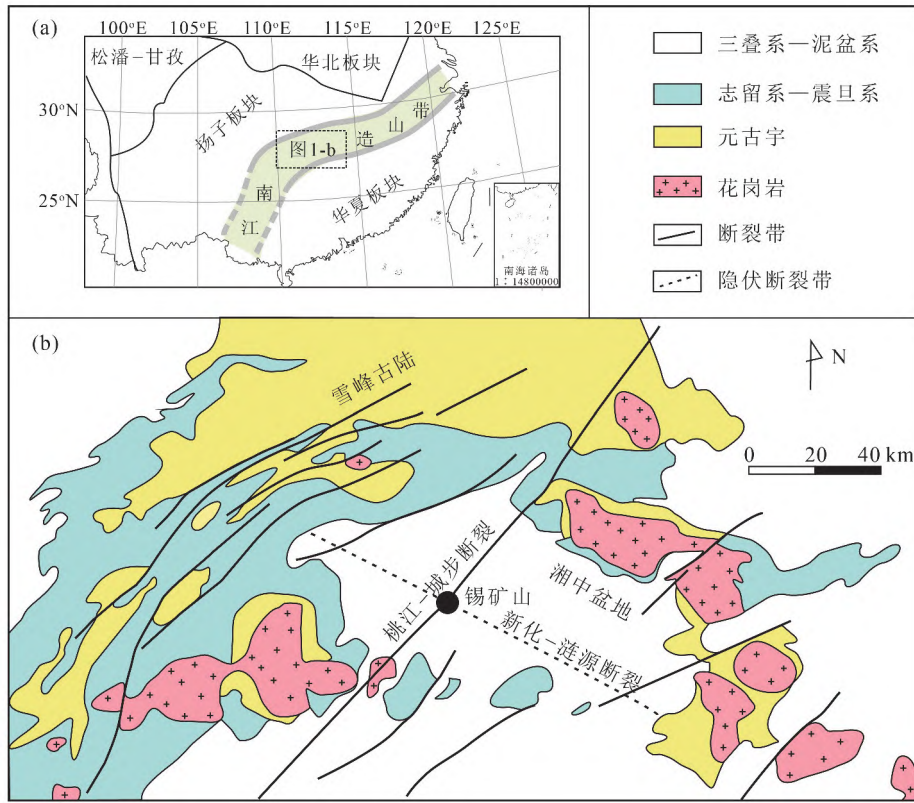 (a)
100°E
105°E
110°E
115°E
120°E
125°E
松潘-甘孜
华北板块
30°N
扬子板块
造山带
图1-b
南
华夏板块
25°N
江
南海诸岛
1:14800000
三叠系—泥盆系
志留系—震旦系
元古宇
花岗岩
断裂带
隐伏断裂带
(b)
雪峰古陆
N
0 20 40 km
桃江-城步断裂
湘中盆地
锡矿山
新化-涟源断裂